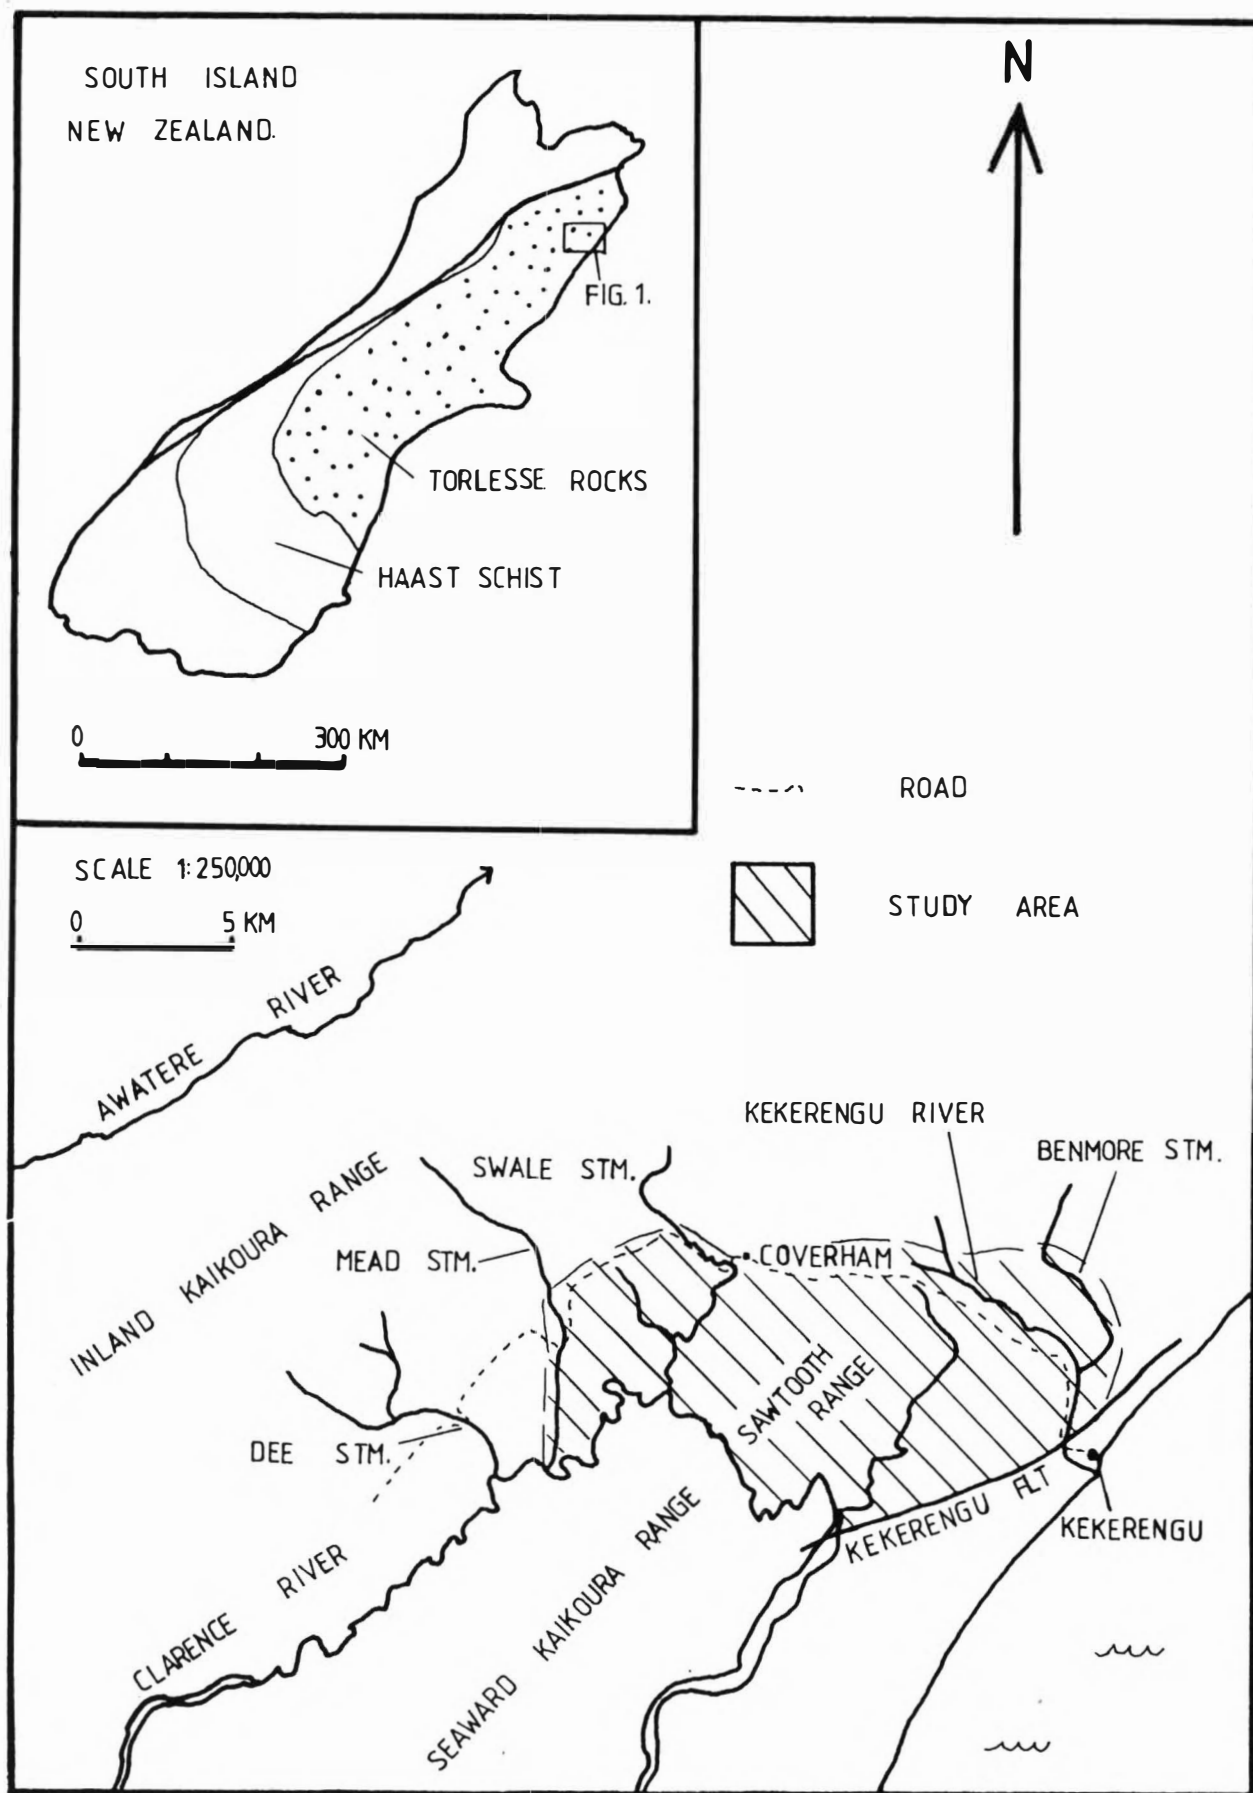 SOUTH ISLAND
NEW ZEALAND.
N
FIG. 1.
TORLESSE ROCKS
HAAST SCHIST
0 300 KM
ROAD
SCALE 1:250,000
0 5 KM
STUDY AREA
AWATERE RIVER
KEKERENGU RIVER
BENMORE STM.
SWALE STM.
INLAND KAIKOURA RANGE
MEAD STM.
COVERHAM
SAWTOOTH
RANGE
DEE STM.
KEKERENGU FLT
KEKERENGU
CLARENCE RIVER
SEAWARD KAIKOURA RANGE